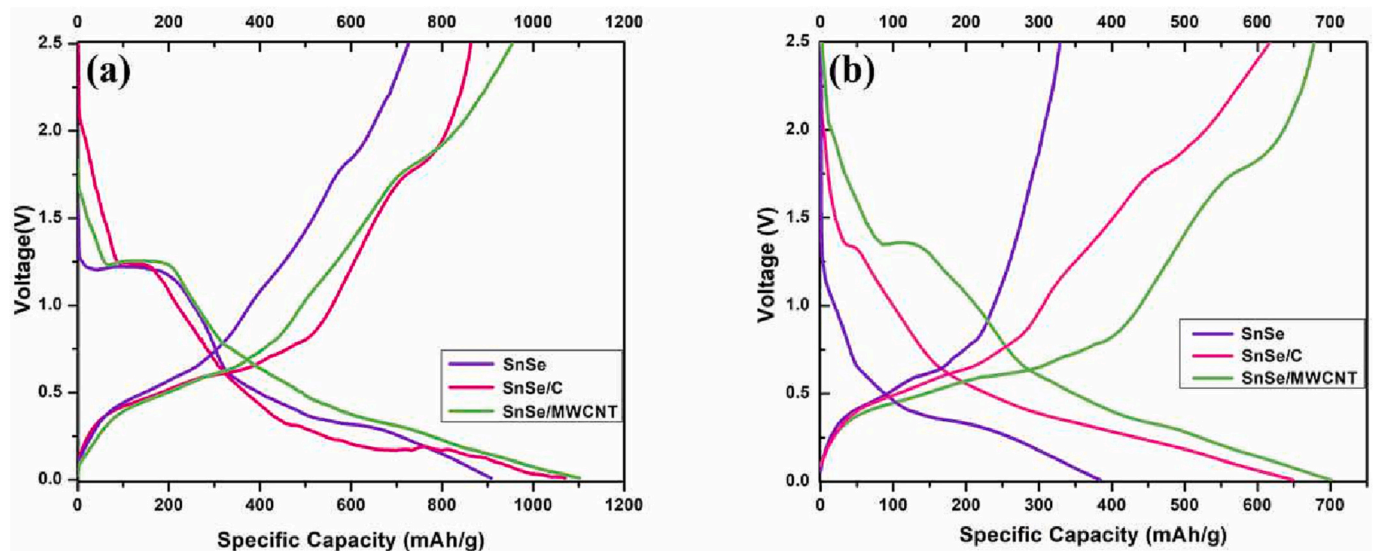 0 200 400 600 800 1000 1200
(a)
2.5
2.0
1.5
1.0
0.5
0.0
Voltage(V)
SnSe
SnSe/C
SnSe/MWCNT
0 200 400 600 800 1000 1200
Specific Capacity (mAh/g)
0 100 200 300 400 500 600 700
(b)
2.5
2.0
1.5
1.0
0.5
0.0
Voltage (V)
SnSe
SnSe/C
SnSe/MWCNT
0 100 200 300 400 500 600 700
Specific Capacity (mAh/g)